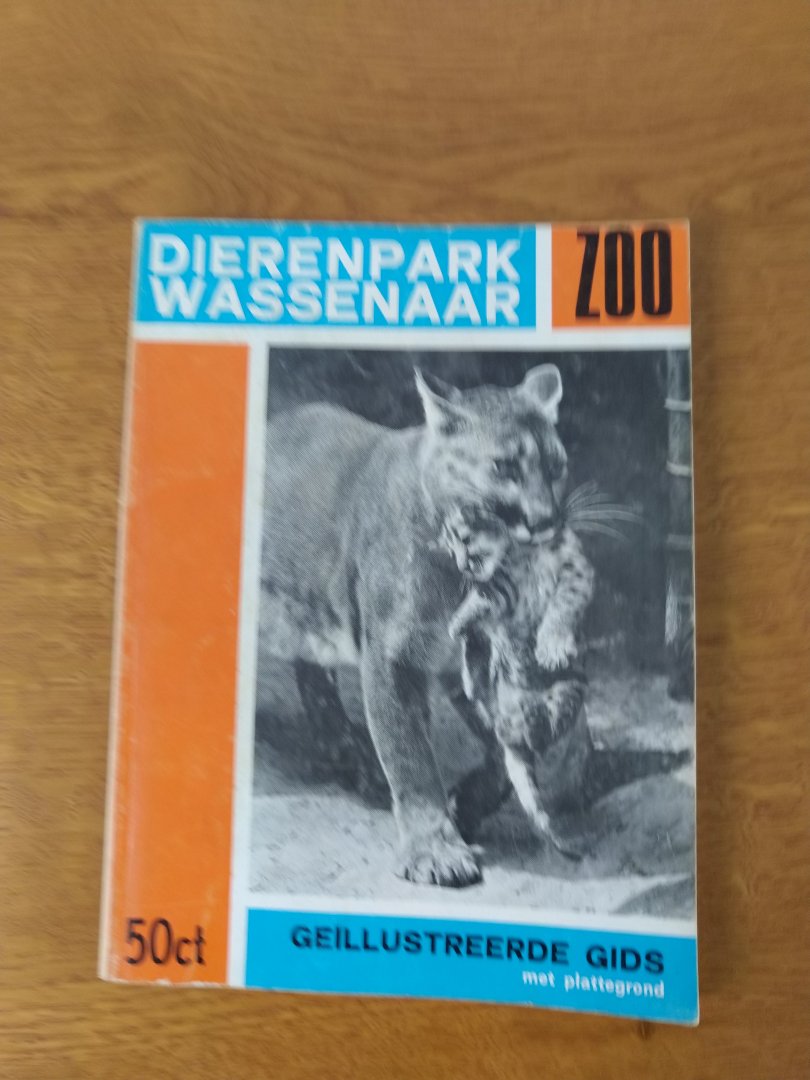 DIERENPARK
WASSENAAR
ZOO
50ct
GEÏLLUSTREERDE GIDS
met plattegrond